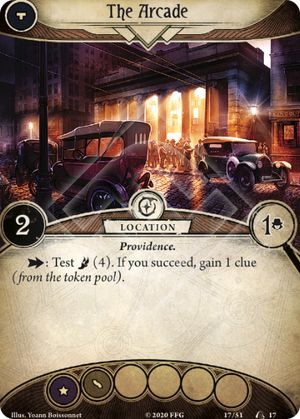 The Arcade
2
LOCATION
1
Providence.
: Test (4). If you succeed, gain 1 clue
(from the token pool).
Illus. Yoann Boissonnet
© 2020 FFG
17/51
17